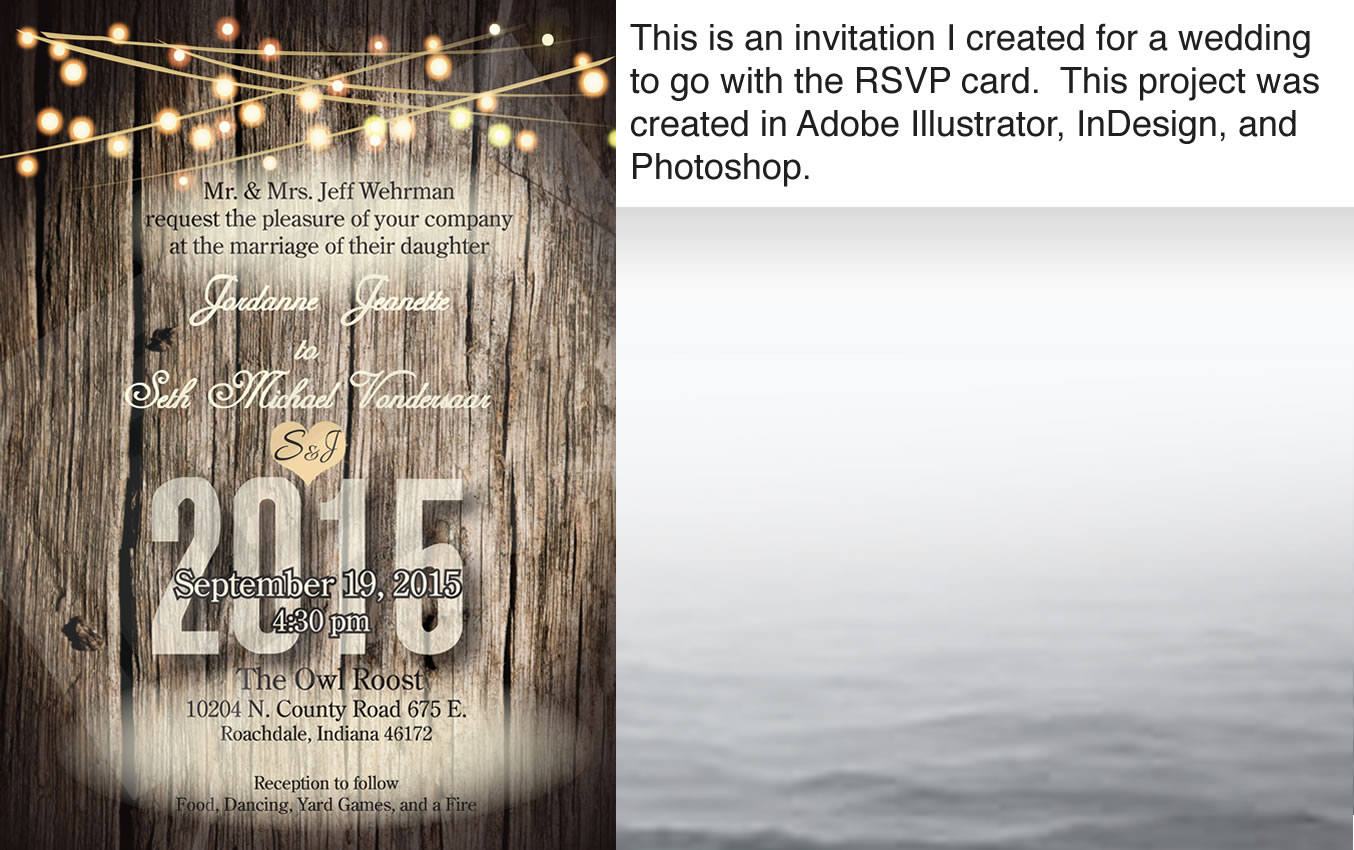 Mr. & Mrs. Jeff Wehrman
request the pleasure of your company
at the marriage of their daughter
Jordanne Jeanette
to
Seth Michael Vondersaar
S&J
2015
September 19, 2015
4:30 pm
The Owl Roost
10204 N. County Road 675 E.
Roachdale, Indiana 46172
Reception to follow
Food, Dancing, Yard Games, and a Fire
This is an invitation I created for a wedding
to go with the RSVP card.  This project was
created in Adobe Illustrator, InDesign, and
Photoshop.